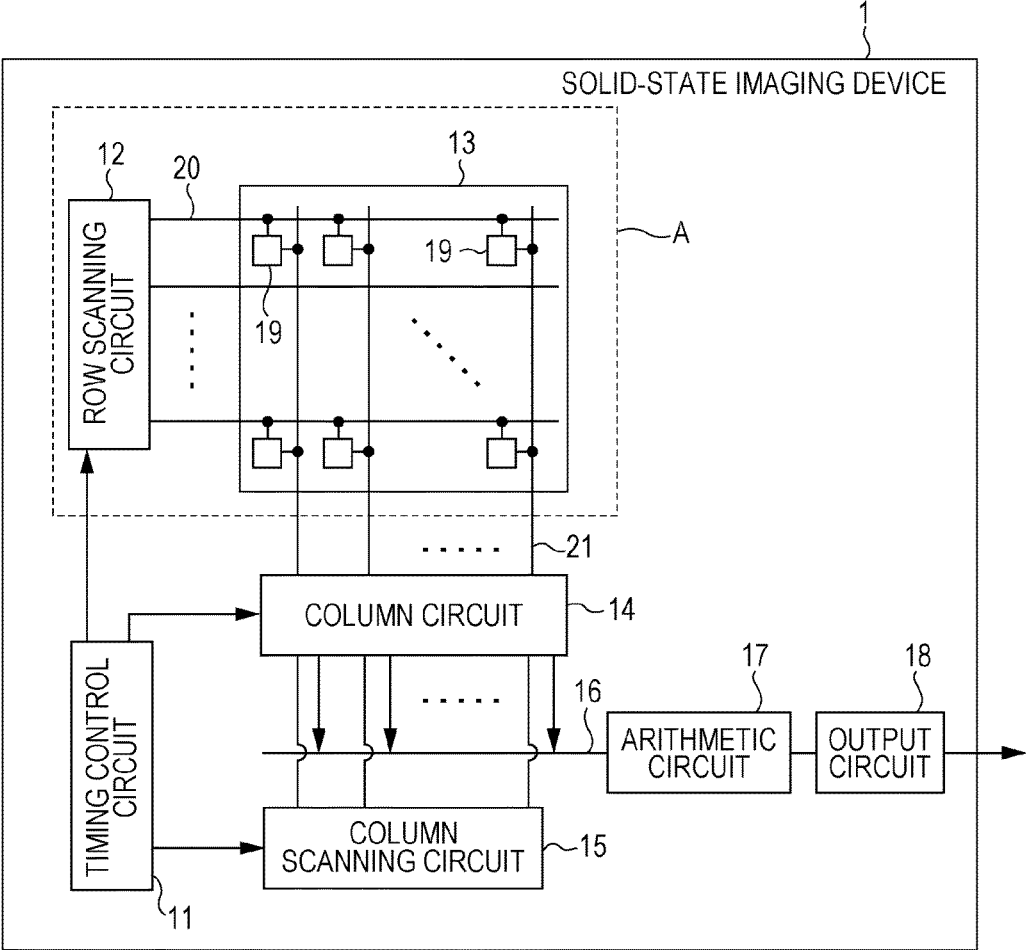 1
SOLID-STATE IMAGING DEVICE
12
20
13
A
ROW SCANNING
CIRCUIT
19
19
21
COLUMN CIRCUIT
14
TIMING CONTROL
CIRCUIT
11
16
17
18
ARITHMETIC
CIRCUIT
OUTPUT
CIRCUIT
COLUMN
SCANNING CIRCUIT
15